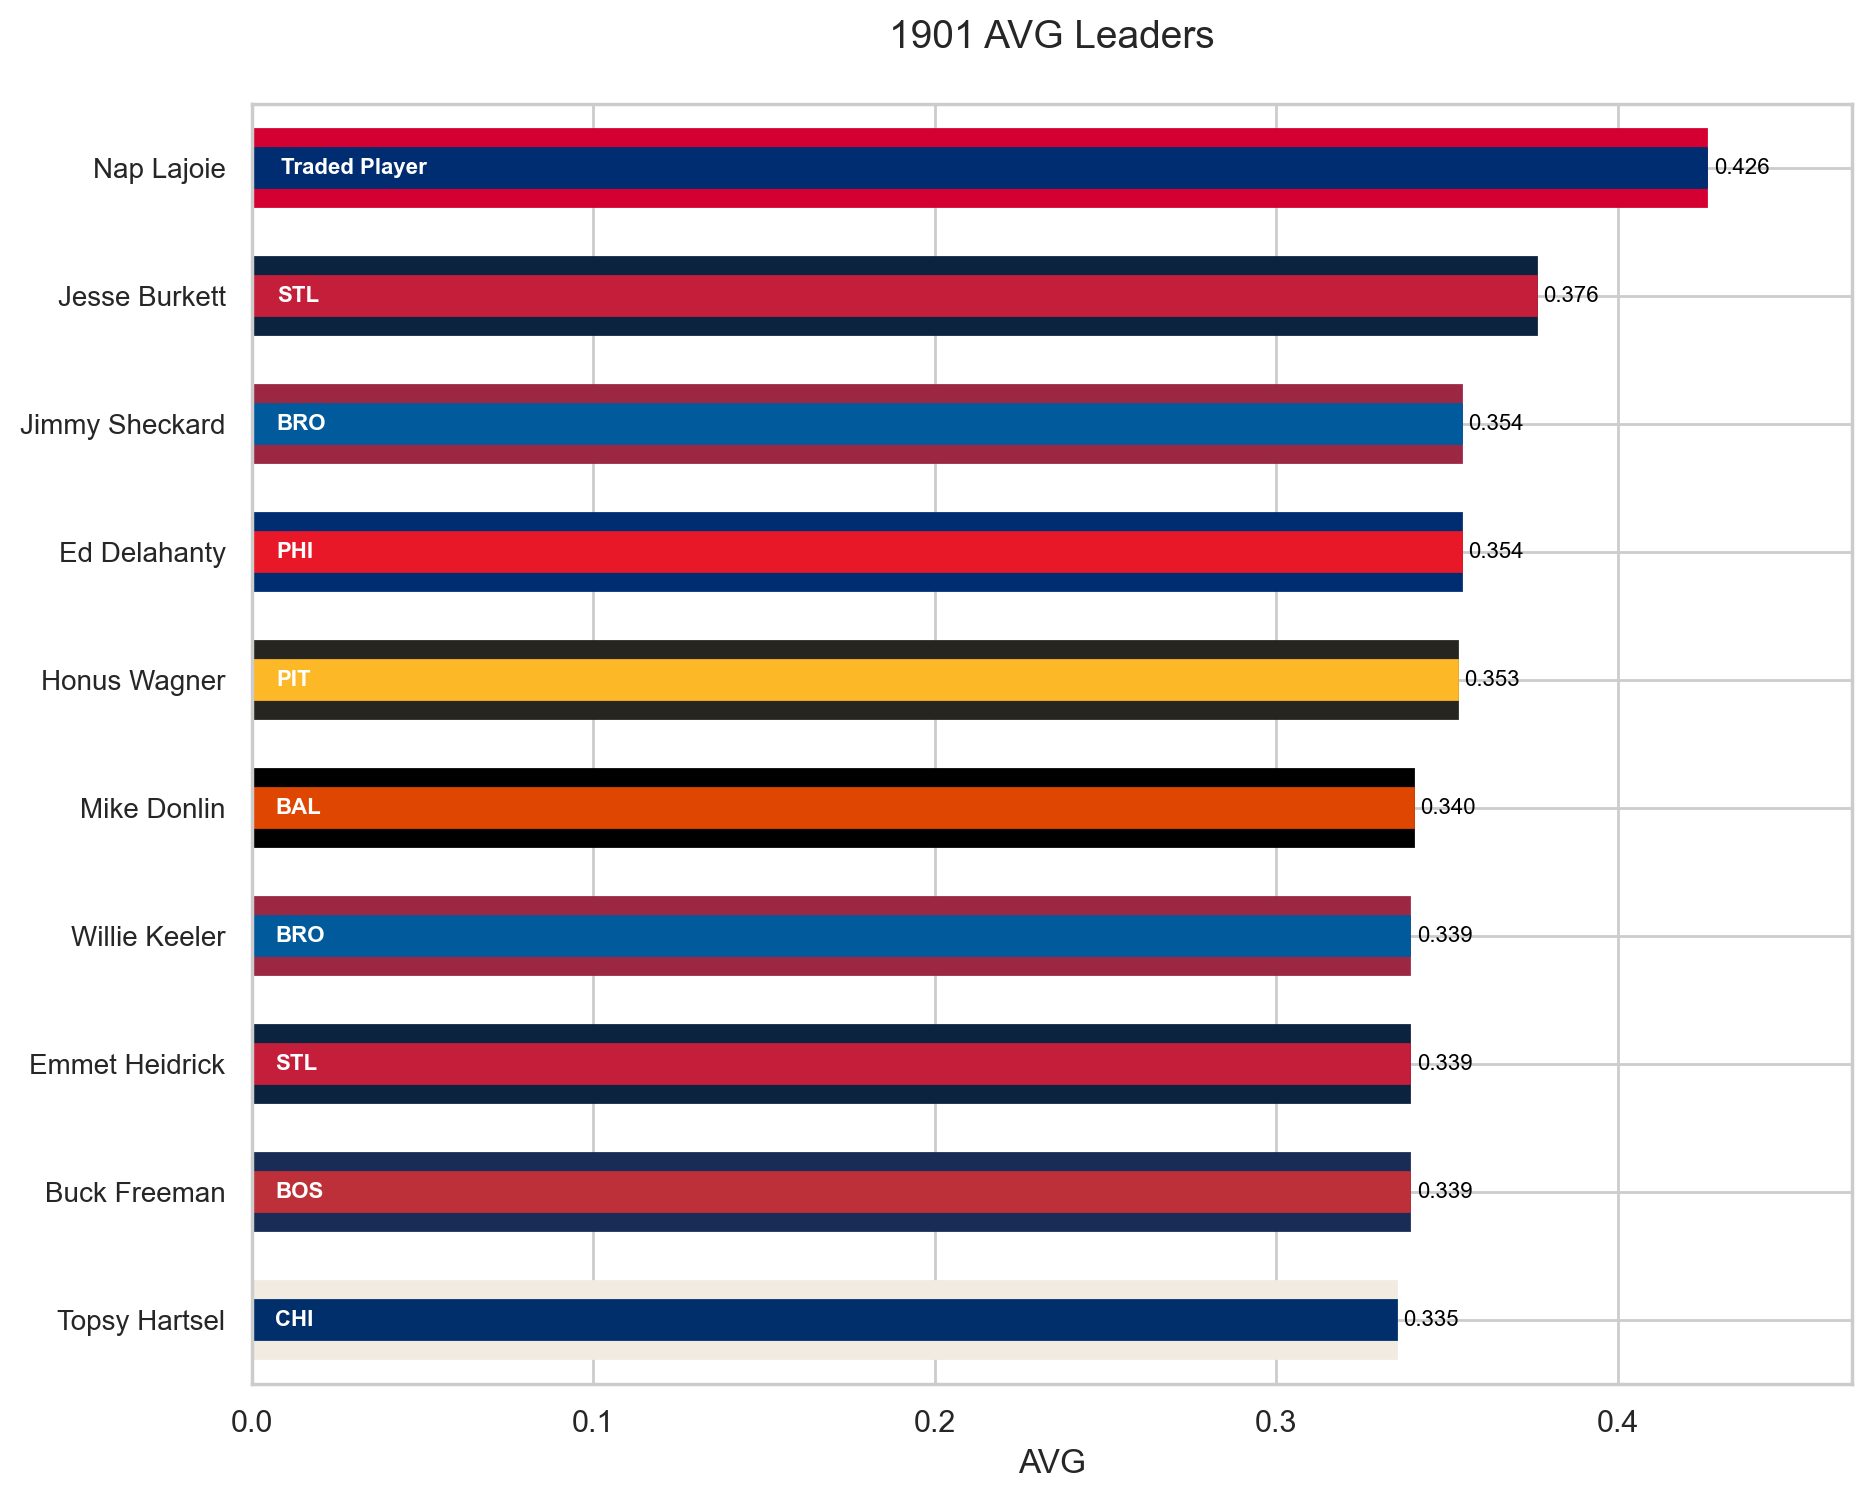 1901 AVG Leaders
Nap Lajoie Traded Player 0.426
Jesse Burkett STL 0.376
Jimmy Sheckard BRO 0.354
Ed Delahanty PHI 0.354
Honus Wagner PIT 0.353
Mike Donlin BAL 0.340
Willie Keeler BRO 0.339
Emmet Heidrick STL 0.339
Buck Freeman BOS 0.339
Topsy Hartsel CHI 0.335
0.0 0.1 0.2 0.3 0.4
AVG